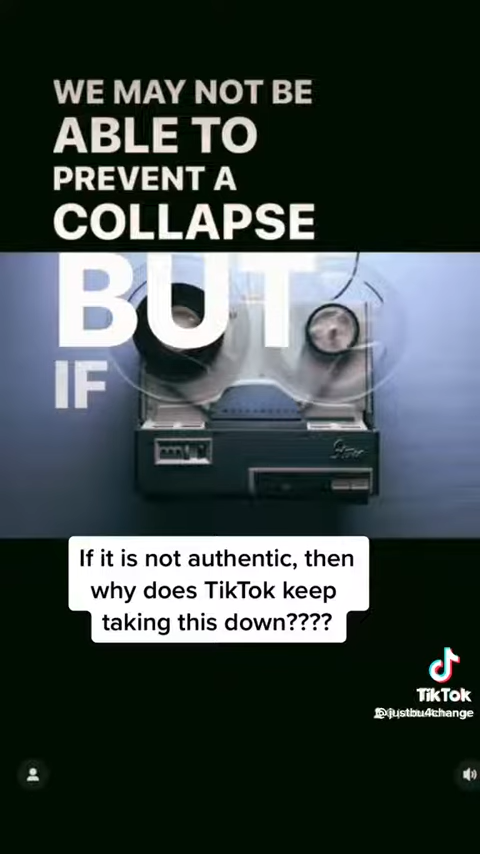 WE MAY NOT BE
ABLE TO
PREVENT A
COLLAPSE
BUT
IF
If it is not authentic, then
why does TikTok keep
taking this down????
TikTok
@justbu4change